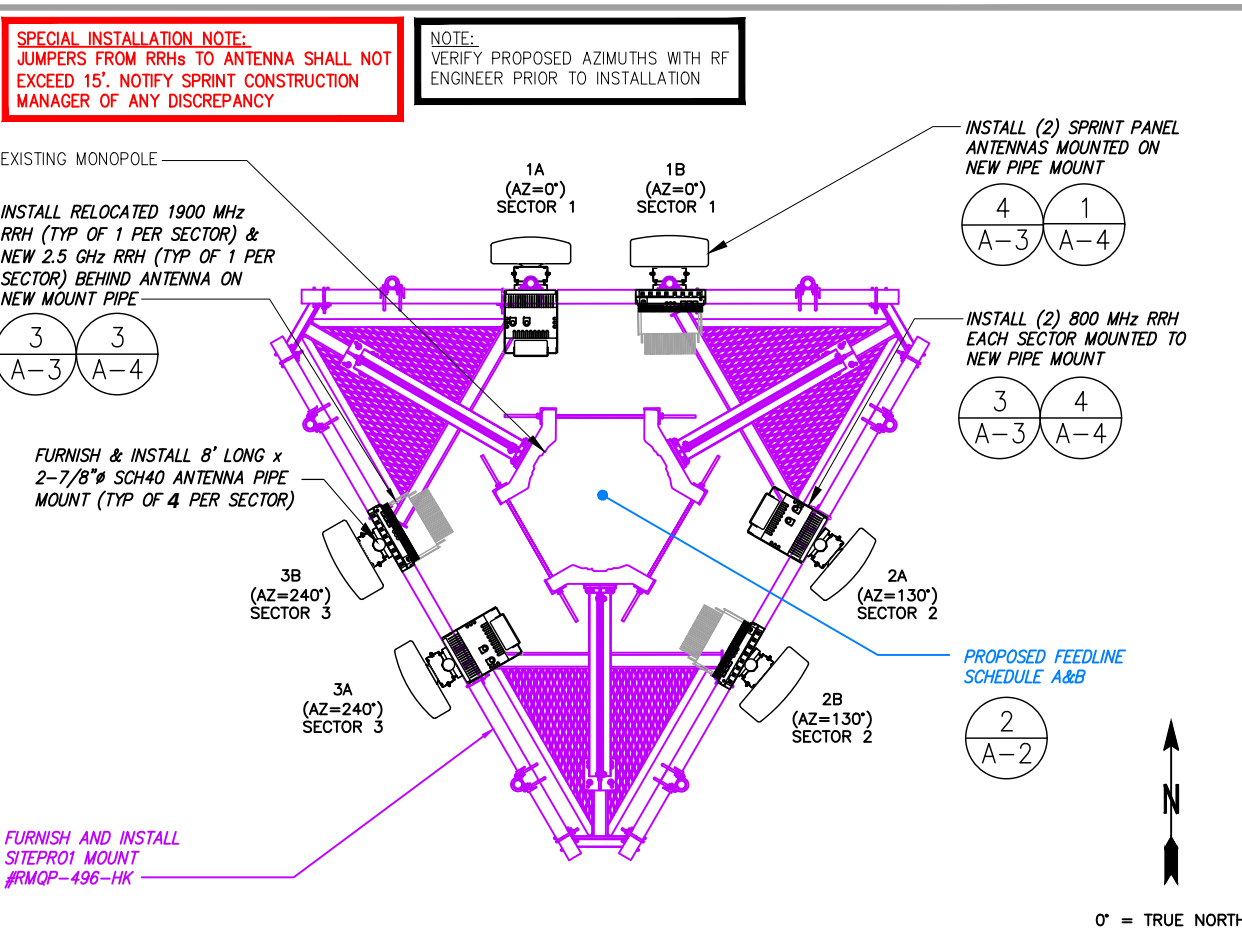 SPECIAL INSTALLATION NOTE:
JUMPERS FROM RRHs TO ANTENNA SHALL NOT
EXCEED 15'. NOTIFY SPRINT CONSTRUCTION
MANAGER OF ANY DISCREPANCY
NOTE:
VERIFY PROPOSED AZIMUTHS WITH RF
ENGINEER PRIOR TO INSTALLATION
EXISTING MONOPOLE
INSTALL RELOCATED 1900 MHz
RRH (TYP OF 1 PER SECTOR) &
NEW 2.5 GHz RRH (TYP OF 1 PER
SECTOR) BEHIND ANTENNA ON
NEW MOUNT PIPE
3
A-3
3
A-4
FURNISH & INSTALL 8' LONG x
2-7/8"ø SCH40 ANTENNA PIPE
MOUNT (TYP OF 4 PER SECTOR)
1A
(AZ=0°)
SECTOR 1
1B
(AZ=0°)
SECTOR 1
INSTALL (2) SPRINT PANEL
ANTENNAS MOUNTED ON
NEW PIPE MOUNT
4
A-3
1
A-4
INSTALL (2) 800 MHz RRH
EACH SECTOR MOUNTED TO
NEW PIPE MOUNT
3
A-3
4
A-4
3B
(AZ=240°)
SECTOR 3
2A
(AZ=130°)
SECTOR 2
3A
(AZ=240°)
SECTOR 3
2B
(AZ=130°)
SECTOR 2
PROPOSED FEEDLINE
SCHEDULE A&B
2
A-2
FURNISH AND INSTALL
SITEPRO1 MOUNT
#RMQP-496-HK
N
0° = TRUE NORTH